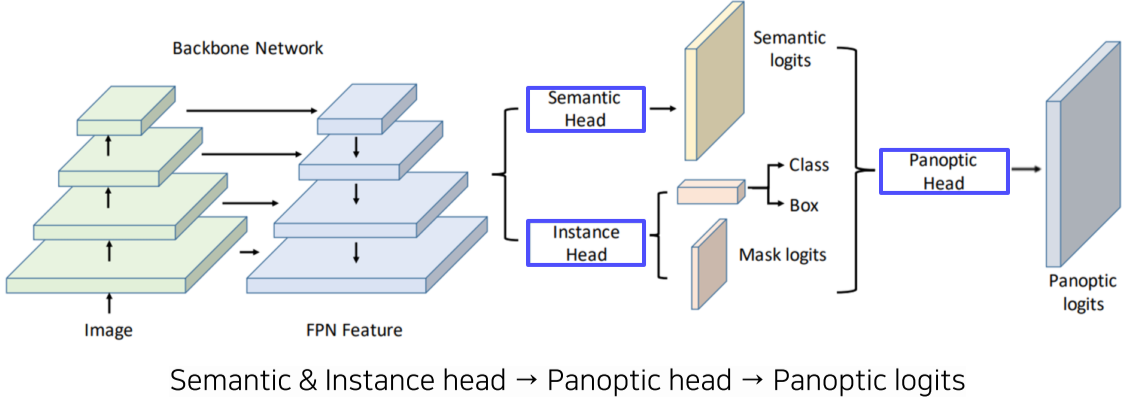 Backbone Network
Image
FPN Feature
Semantic
Head
Instance
Head
Semantic
logits
Class
Box
Mask logits
Panoptic
Head
Panoptic
logits
Semantic & Instance head → Panoptic head → Panoptic logits